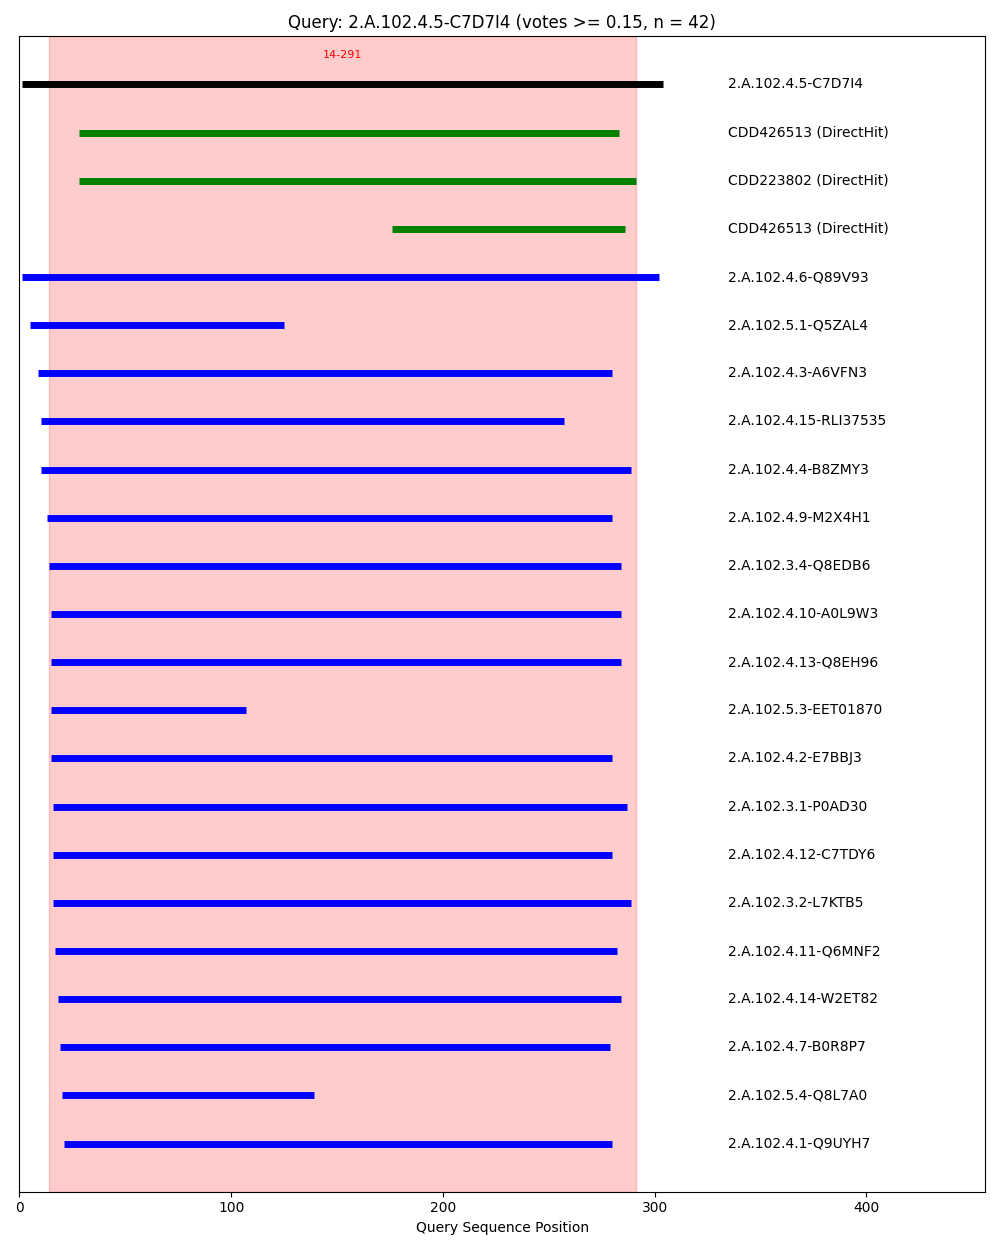 Query: 2.A.102.4.5-C7D7I4 (votes >= 0.15, n = 42)
14-291
2.A.102.4.5-C7D7I4
CDD426513 (DirectHit)
CDD223802 (DirectHit)
CDD426513 (DirectHit)
2.A.102.4.6-Q89V93
2.A.102.5.1-Q5ZAL4
2.A.102.4.3-A6VFN3
2.A.102.4.15-RLI37535
2.A.102.4.4-B8ZMY3
2.A.102.4.9-M2X4H1
2.A.102.3.4-Q8EDB6
2.A.102.4.10-A0L9W3
2.A.102.4.13-Q8EH96
2.A.102.5.3-EET01870
2.A.102.4.2-E7BBJ3
2.A.102.3.1-P0AD30
2.A.102.4.12-C7TDY6
2.A.102.3.2-L7KTB5
2.A.102.4.11-Q6MNF2
2.A.102.4.14-W2ET82
2.A.102.4.7-B0R8P7
2.A.102.5.4-Q8L7A0
2.A.102.4.1-Q9UYH7
0 100 200 300 400
Query Sequence Position